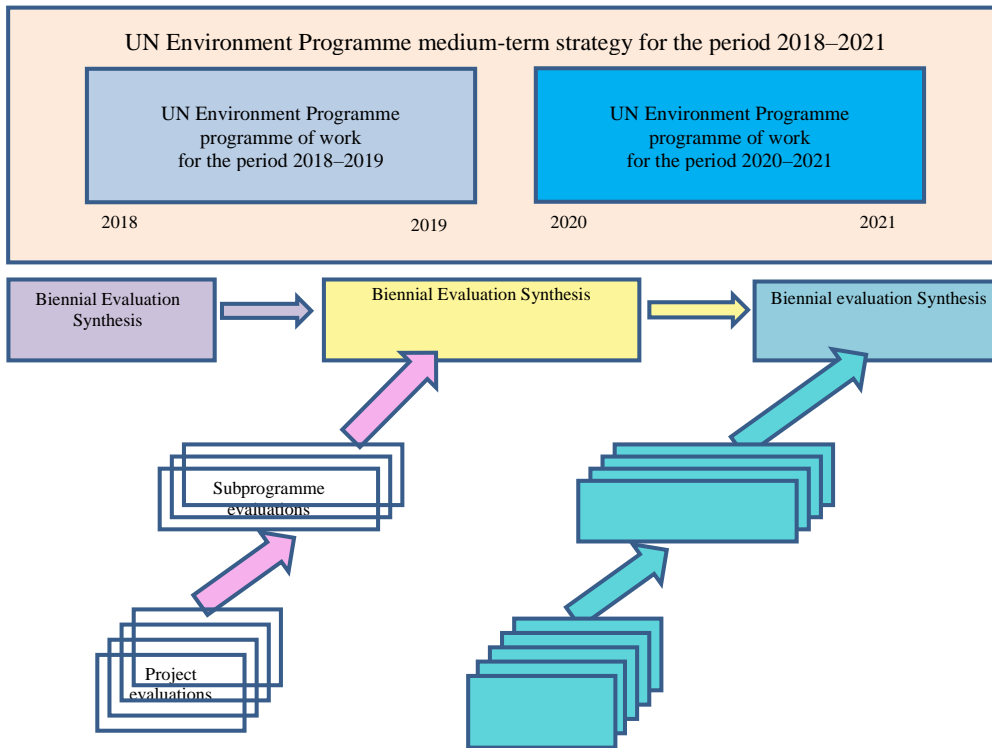 UN Environment Programme medium-term strategy for the period 2018–2021
UN Environment Programme
programme of work
for the period 2018–2019
UN Environment Programme
programme of work
for the period 2020–2021
2018
2019
2020
2021
Biennial Evaluation
Synthesis
Biennial Evaluation Synthesis
Biennial evaluation Synthesis
Subprogramme
evaluations
Project
evaluations